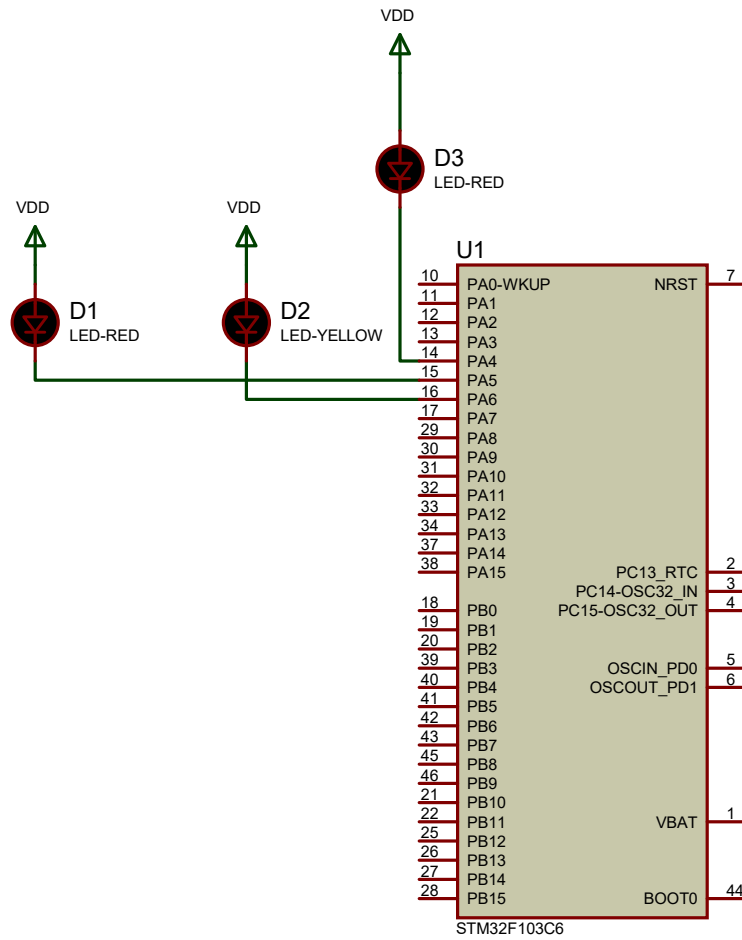 VDD
D3
LED-RED
VDD
VDD
D1
LED-RED
D2
LED-YELLOW
U1
10 PA0-WKUP NRST 7
11 PA1
12 PA2
13 PA3
14 PA4
15 PA5
16 PA6
17 PA7
29 PA8
30 PA9
31 PA10
32 PA11
33 PA12
34 PA13
37 PA14
38 PA15 PC13_RTC 2
PC14-OSC32_IN 3
18 PB0 PC15-OSC32_OUT 4
19 PB1
20 PB2
39 PB3 OSCIN_PD0 5
40 PB4 OSCOUT_PD1 6
41 PB5
42 PB6
43 PB7
45 PB8
46 PB9
21 PB10
22 PB11 VBAT 1
25 PB12
26 PB13
27 PB14
28 PB15 BOOT0 44
STM32F103C6